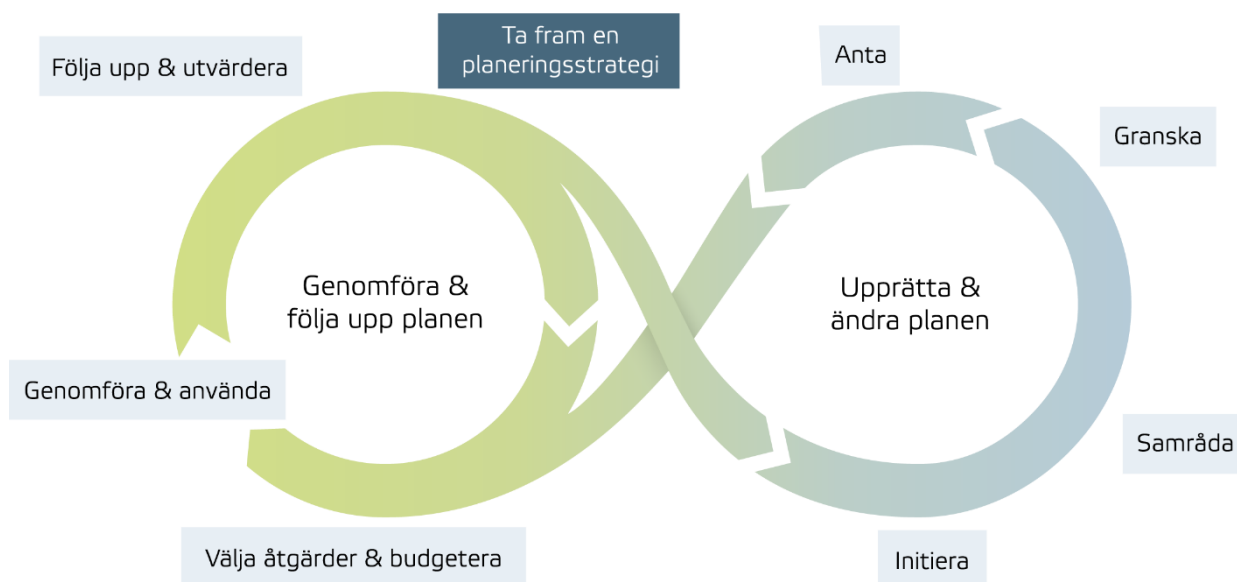 Ta fram en
planeringsstrategi
Anta
Följa upp & utvärdera
Granska
Genomföra &
följa upp planen
Upprätta &
ändra planen
Genomföra & använda
Samråda
Välja åtgärder & budgetera
Initiera